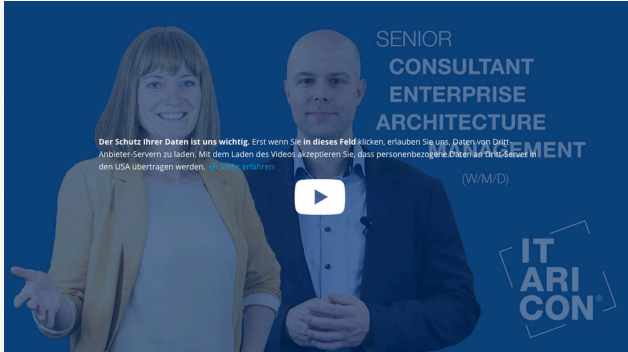 SENIOR
CONSULTANT
ENTERPRISE
ARCHITECTURE
MANAGEMENT
(W/M/D)
Der Schutz Ihrer Daten ist uns wichtig. Erst wenn Sie in dieses Feld klicken, erlauben Sie uns, Daten von Dritt-
Anbieter-Servern zu laden. Mit dem Laden des Videos akzeptieren Sie, dass personenbezogene Daten an Dritt-Server in
den USA übertragen werden. Mehr erfahren
IT
ARI
CON®